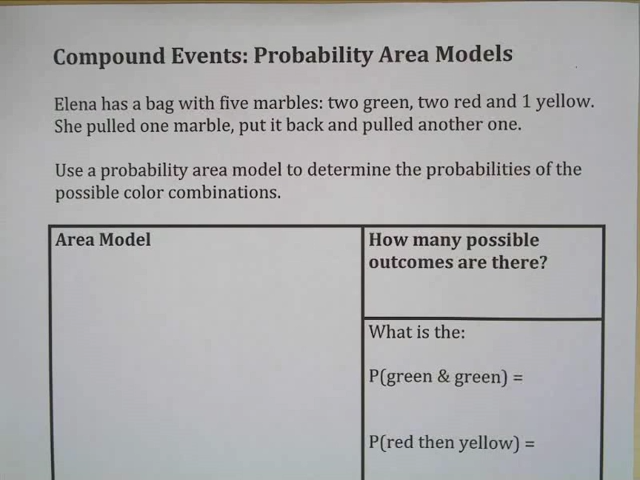 Compound Events: Probability Area Models
Elena has a bag with five marbles: two green, two red and 1 yellow.
She pulled one marble, put it back and pulled another one.
Use a probability area model to determine the probabilities of the
possible color combinations.
Area Model
How many possible
outcomes are there?
What is the:
P(green & green) =
P(red then yellow) =